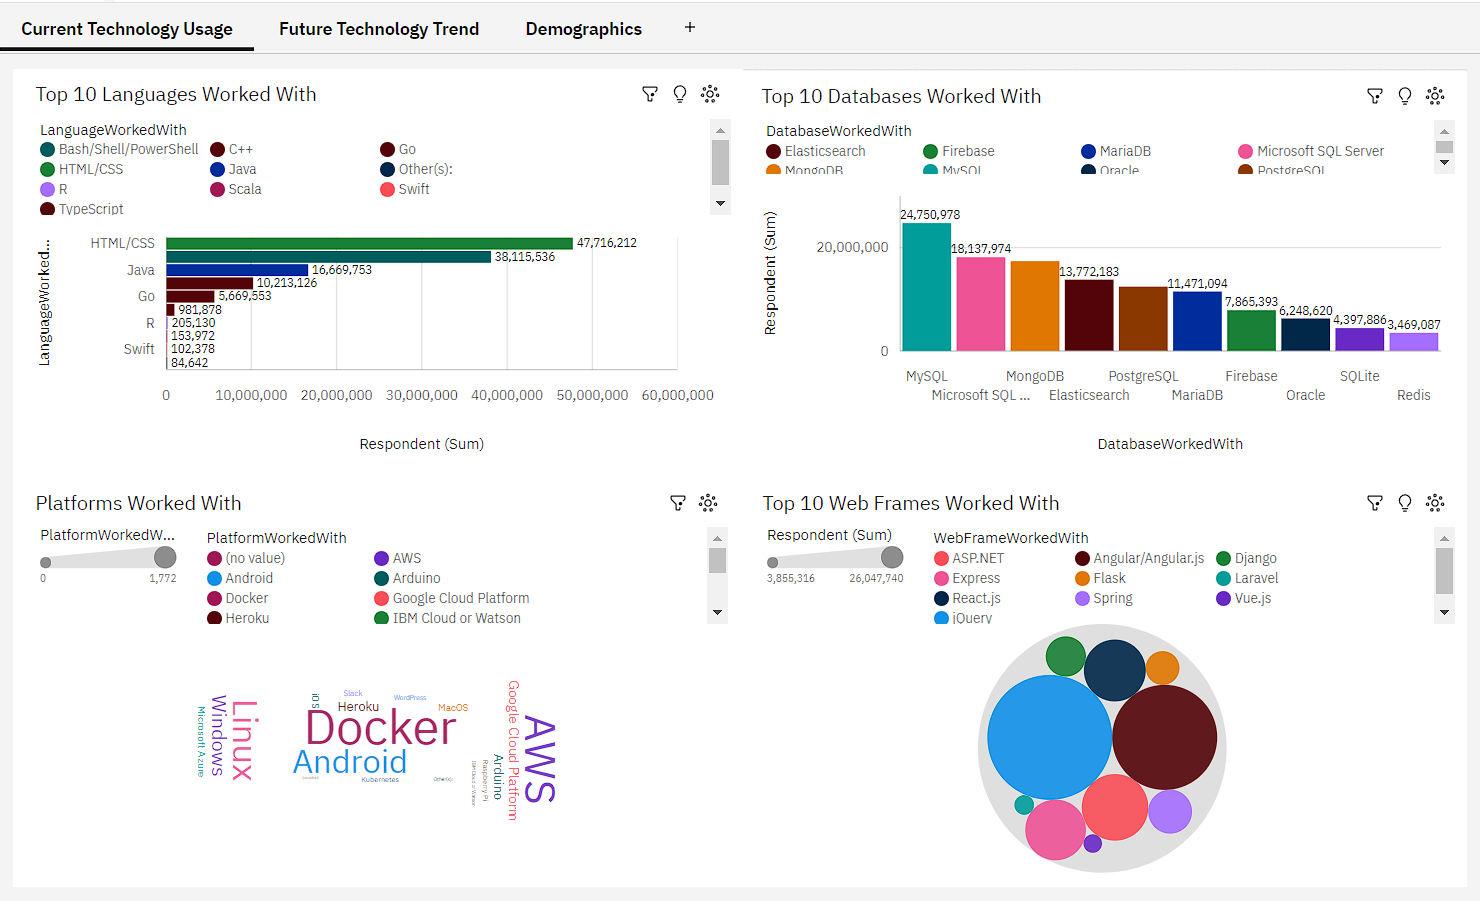 Current Technology Usage Future Technology Trend Demographics +
Top 10 Languages Worked With
LanguageWorkedWith
Bash/Shell/PowerShell C++ Go
HTML/CSS Java Other(s):
R Scala Swift
TypeScript
LanguageWorked...
HTML/CSS 47,716,212
38,115,536
Java 16,669,753
10,213,126
Go 5,669,553
981,878
R 205,130
153,972
Swift 102,378
84,642
0 10,000,000 20,000,000 30,000,000 40,000,000 50,000,000 60,000,000
Respondent (Sum)
Top 10 Databases Worked With
DatabaseWorkedWith
Elasticsearch Firebase MariaDB Microsoft SQL Server
MongoDB MySQL Oracle PostgreSQL
Respondent (Sum)
20,000,000
0
24,750,978
18,137,974
13,772,183
11,471,094
7,865,393
6,248,620
4,397,886
3,469,087
MySQL MongoDB PostgreSQL Firebase SQLite
Microsoft SQL ... Elasticsearch MariaDB Oracle Redis
DatabaseWorkedWith
Platforms Worked With
PlatformWorkedW...
0 1,772
PlatformWorkedWith
(no value) AWS
Android Arduino
Docker Google Cloud Platform
Heroku IBM Cloud or Watson
Microsoft Azure
Windows
Linux
iOS
Slack
WordPress
Heroku
MacOS
Docker
Android
Kubernetes
Other(s):
IBM Cloud or Watson
Raspberry Pi
Arduino
Google Cloud Platform
AWS
Top 10 Web Frames Worked With
Respondent (Sum)
3,855,316 26,047,740
WebFrameWorkedWith
ASP.NET Angular/Angular.js Django
Express Flask Laravel
React.js Spring Vue.js
jQuery